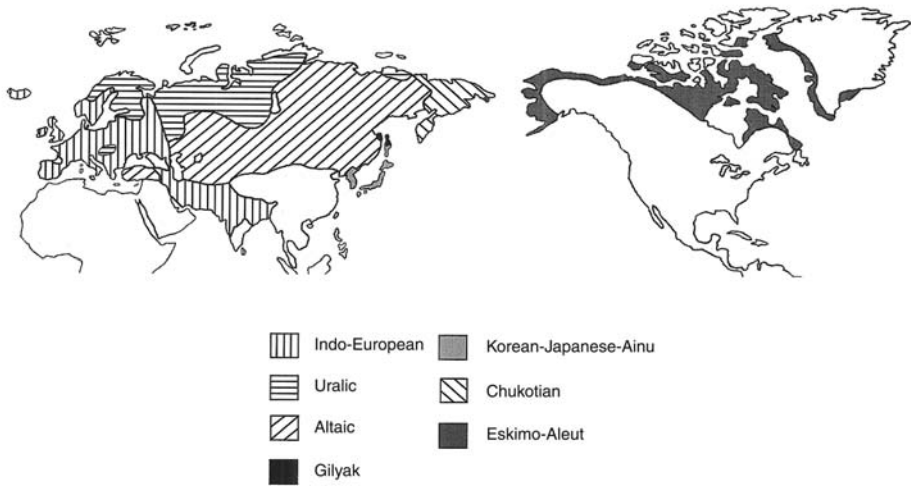 Indo-European
Uralic
Altaic
Gilyak
Korean-Japanese-Ainu
Chukotian
Eskimo-Aleut